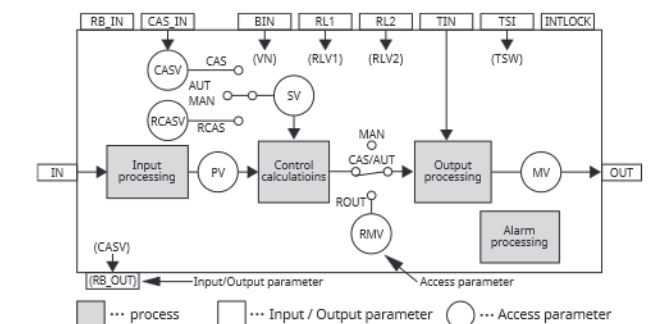 RB_IN CAS_IN BIN RL1 RL2 TIN TSI INTLOCK
(VN) (RLV1) (RLV2) (TSW)
CASV CAS
AUT
MAN SV
RCASV RCAS
MAN
IN Input processing PV Control calculatioins CAS/AUT Output processing MV OUT
ROUT
RMV
Alarm processing
(CASV)
(RB_OUT) Input/Output parameter Access parameter
··· process ··· Input / Output parameter ··· Access parameter